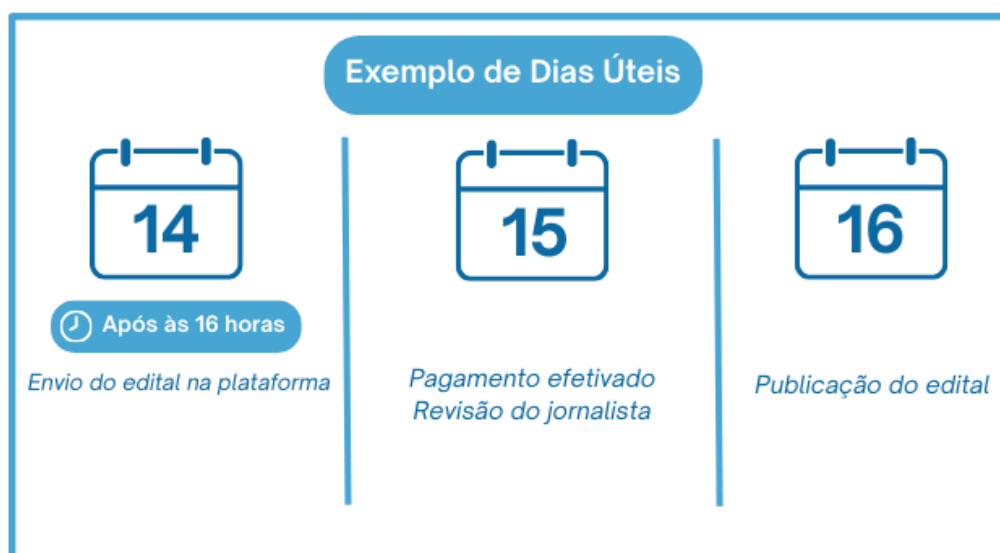 Exemplo de Dias Úteis
14
Após às 16 horas
Envio do edital na plataforma
15
Pagamento efetivado
Revisão do jornalista
16
Publicação do edital